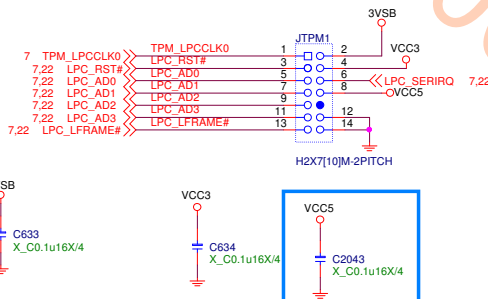 3VSB
JTPM1
VCC3
7 TPM_LPCCLK0 TPM_LPCCLK0 1 2
7,22 LPC_RST# LPC_RST# 3 4
7,22 LPC_AD0 LPC_AD0 5 6 LPC_SERIRQ 7,22
7,22 LPC_AD1 LPC_AD1 7 8 VCC5
7,22 LPC_AD2 LPC_AD2 9
7,22 LPC_AD3 LPC_AD3 11 12
7,22 LPC_LFRAME# LPC_LFRAME# 13 14
H2X7[10]M-2PITCH
SB VCC3 VCC5
C633 C634 C2043
X_C0.1u16X/4 X_C0.1u16X/4 X_C0.1u16X/4